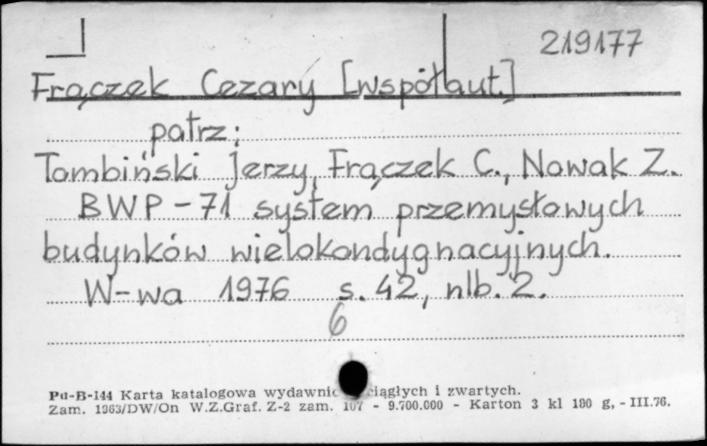 219177
Frączek Cezary [współaut.]
patrz:
Tombiński Jerzy, Frączek C., Nowak Z.
BWP-71 system przemysłowych
budynków wielokondygnacyjnych.
W-wa 1976 s. 42, nlb. 2.
6
Pu-B-144 Karta katalogowa wydawnic ciągłych i zwartych.
Zam. 1963/DW/On W.Z.Graf. Z-2 zam. 107 - 9.700.000 - Karton 3 kl 180 g, - III.76.